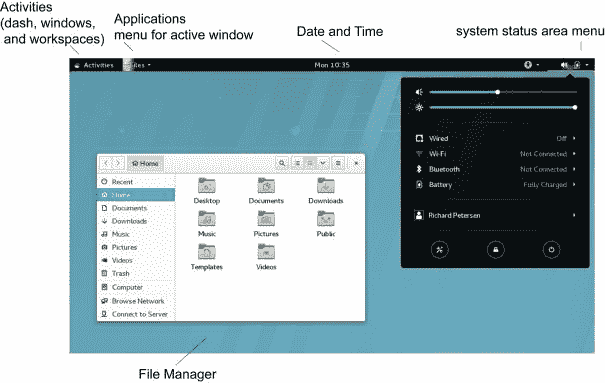 Activities
(dash, windows,
and workspaces)
Applications
menu for active window
Date and Time
system status area menu
Activities
Mon 10:35
Home
Recent
Home
Documents
Downloads
Music
Pictures
Videos
Trash
Computer
Browse Network
Connect to Server
Desktop Documents Downloads
Music Pictures Public
Templates Videos
Wired Off
Wi-Fi Not Connected
Bluetooth Not Connected
Battery Fully Charged
Richard Petersen
File Manager